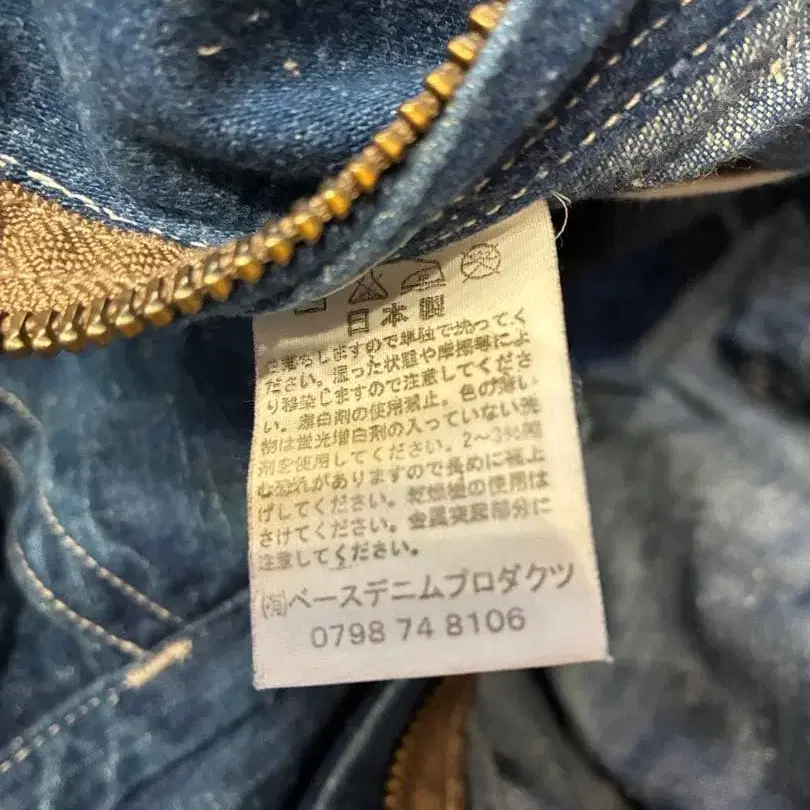 日本製
色落ちしますので単独で洗ってく
ださい。湿った状態や摩擦等によ
り移染しますので注意してくださ
い。漂白剤の使用禁止。色の薄い
物は蛍光増白剤の入っていない洗
剤を使用してください。2〜3%縮
む恐れがありますので長めに裾上
げしてください。乾燥機の使用は
さけてください。金属突起部分に
注意してください。
㈲ベースデニムプロダクツ
0798 74 8106